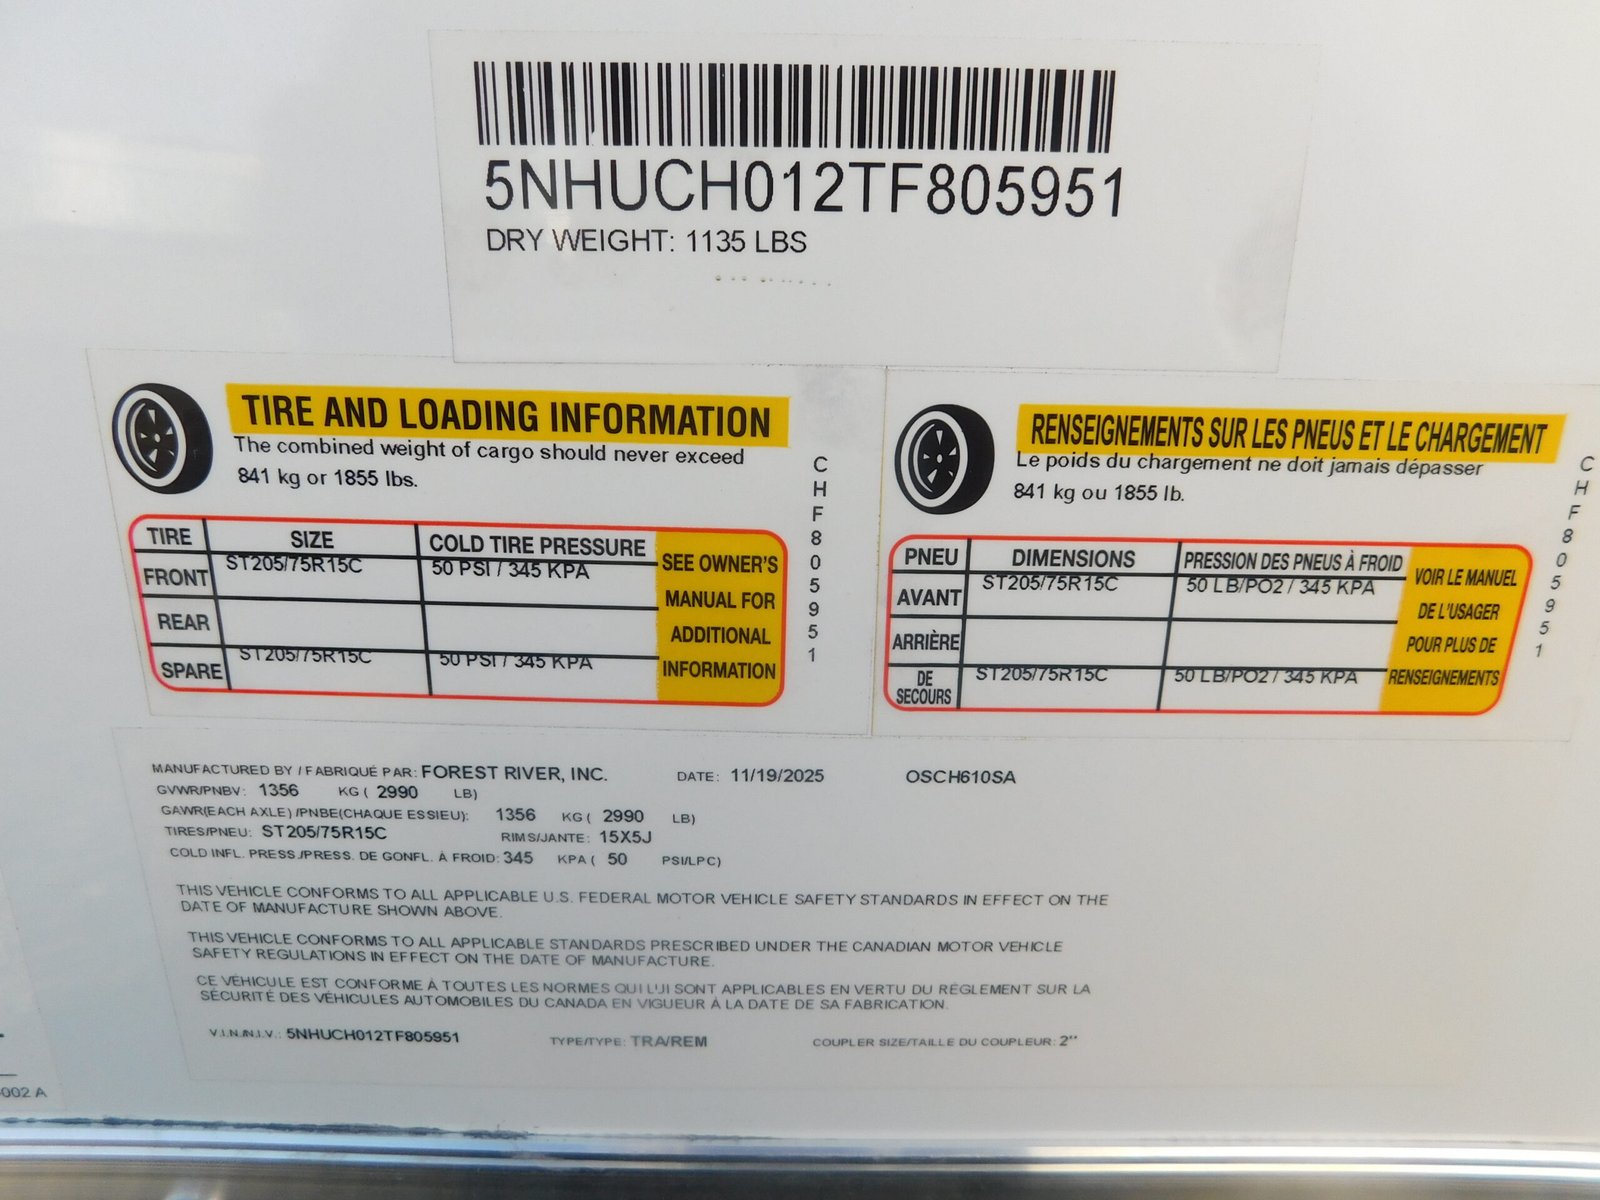 5NHUCH012TF805951
DRY WEIGHT: 1135 LBS
TIRE AND LOADING INFORMATION
The combined weight of cargo should never exceed
841 kg or 1855 lbs.
TIRE SIZE COLD TIRE PRESSURE
FRONT ST205/75R15C 50 PSI / 345 KPA
REAR
SPARE ST205/75R15C 50 PSI / 345 KPA
SEE OWNER'S
MANUAL FOR
ADDITIONAL
INFORMATION
CHF805951
RENSEIGNEMENTS SUR LES PNEUS ET LE CHARGEMENT
Le poids du chargement ne doit jamais dépasser
841 kg ou 1855 lb.
PNEU DIMENSIONS PRESSION DES PNEUS À FROID
AVANT ST205/75R15C 50 LB/PO2 / 345 KPA
ARRIÈRE
DE SECOURS ST205/75R15C 50 LB/PO2 / 345 KPA
VOIR LE MANUEL
DE L'USAGER
POUR PLUS DE
RENSEIGNEMENTS
CHF805951
MANUFACTURED BY / FABRIQUÉ PAR: FOREST RIVER, INC. DATE: 11/19/2025 OSCH610SA
GVWR/PNBV: 1356 KG ( 2990 LB)
GAWR(EACH AXLE) /PNBE(CHAQUE ESSIEU): 1356 KG ( 2990 LB)
TIRES/PNEU: ST205/75R15C RIMS/JANTE: 15X5J
COLD INFL. PRESS./PRESS. DE GONFL. À FROID: 345 KPA ( 50 PSI/LPC)
THIS VEHICLE CONFORMS TO ALL APPLICABLE U.S. FEDERAL MOTOR VEHICLE SAFETY STANDARDS IN EFFECT ON THE
DATE OF MANUFACTURE SHOWN ABOVE.
THIS VEHICLE CONFORMS TO ALL APPLICABLE STANDARDS PRESCRIBED UNDER THE CANADIAN MOTOR VEHICLE
SAFETY REGULATIONS IN EFFECT ON THE DATE OF MANUFACTURE.
CE VÉHICULE EST CONFORME À TOUTES LES NORMES QUI LUI SONT APPLICABLES EN VERTU DU RÉGLEMENT SUR LA
SÉCURITÉ DES VÉHICULES AUTOMOBILES DU CANADA EN VIGUEUR À LA DATE DE SA FABRICATION.
V.I.N./N.I.V.: 5NHUCH012TF805951 TYPE/TYPE: TRA/REM COUPLER SIZE/TAILLE DU COUPLEUR: 2"
002 A